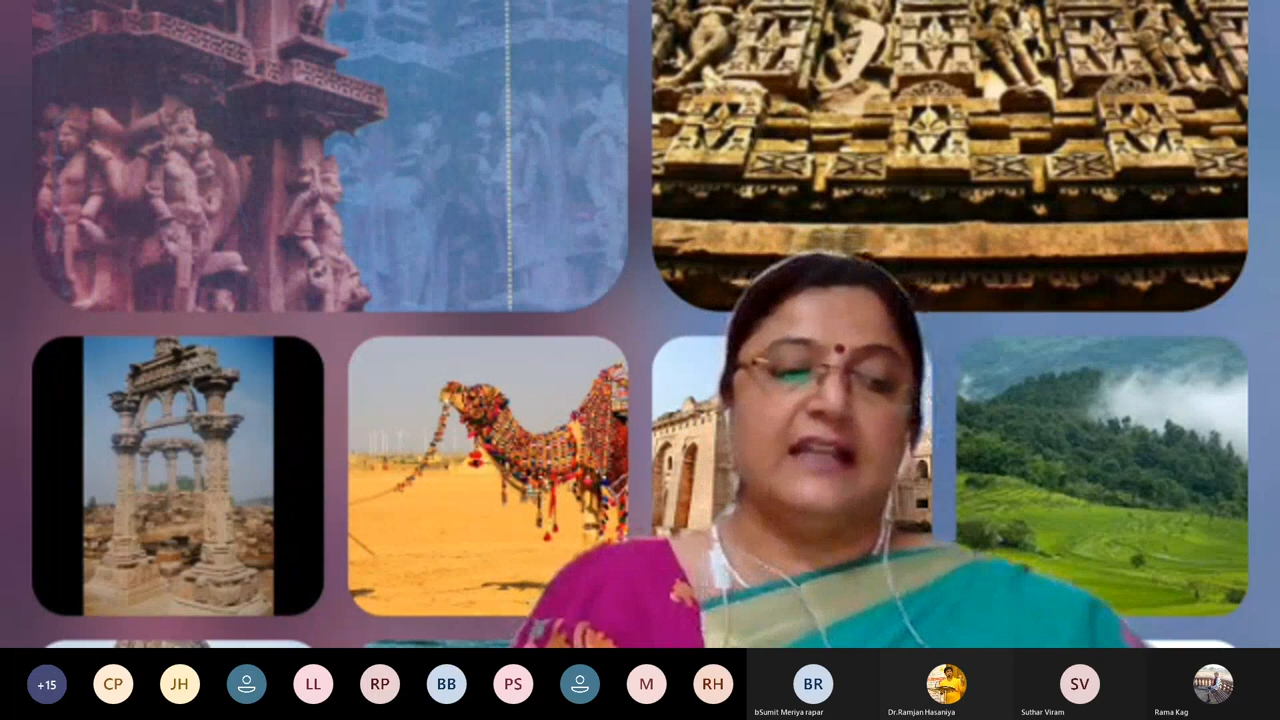 +15
CP
JH
LL
RP
BB
PS
M
RH
BR
SV
bSumit Meriya rapar
Dr.Ramjan Hasaniya
Suthar Viram
Rama Kag